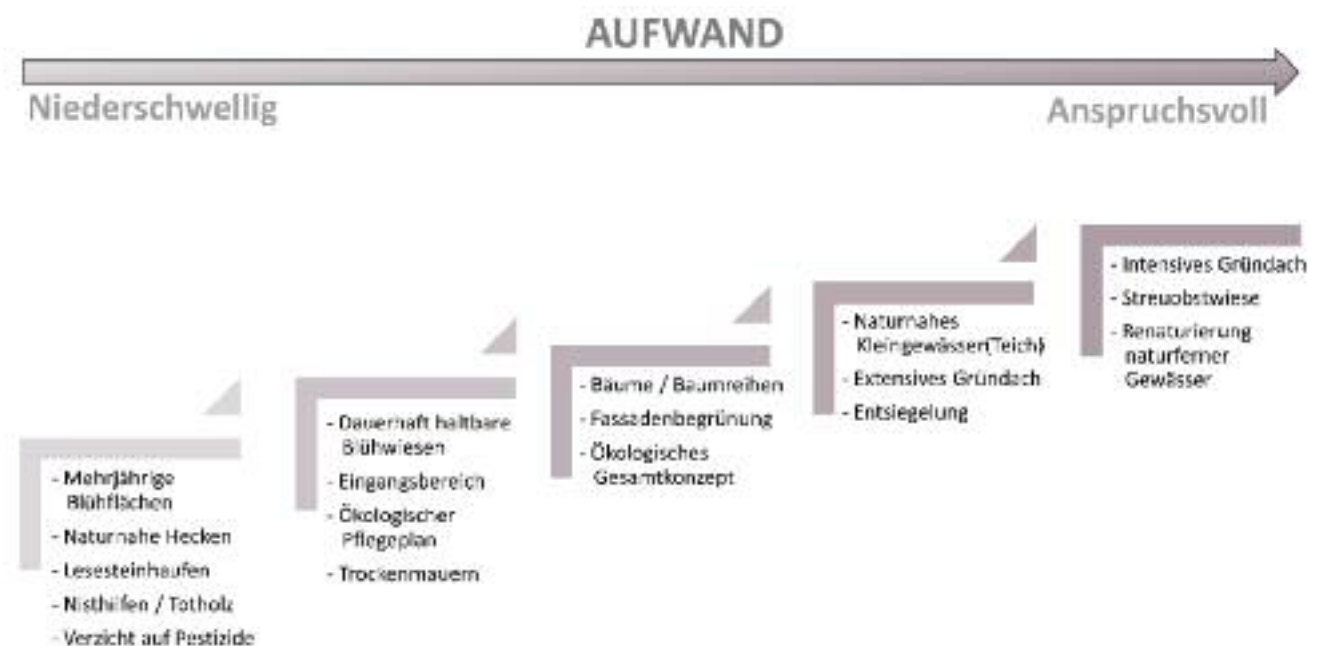 AUFWAND
Niederschwellig
Anspruchsvoll
- Mehrjährige
Blühflächen
- Naturnahe Hecken
- Lesesteinhaufen
- Nisthilfen / Totholz
- Verzicht auf Pestizide
- Dauerhaft haltbare
Blühwiesen
- Eingangsbereich
- Ökologischer
Pflegeplan
- Trockenmauern
- Bäume / Baumreihen
- Fassadenbegrünung
- Ökologisches
Gesamtkonzept
- Naturnahes
Kleingewässer(Teich)
- Extensives Gründach
- Entsiegelung
- Intensives Gründach
- Streuobstwiese
- Renaturierung
naturferner
Gewässer